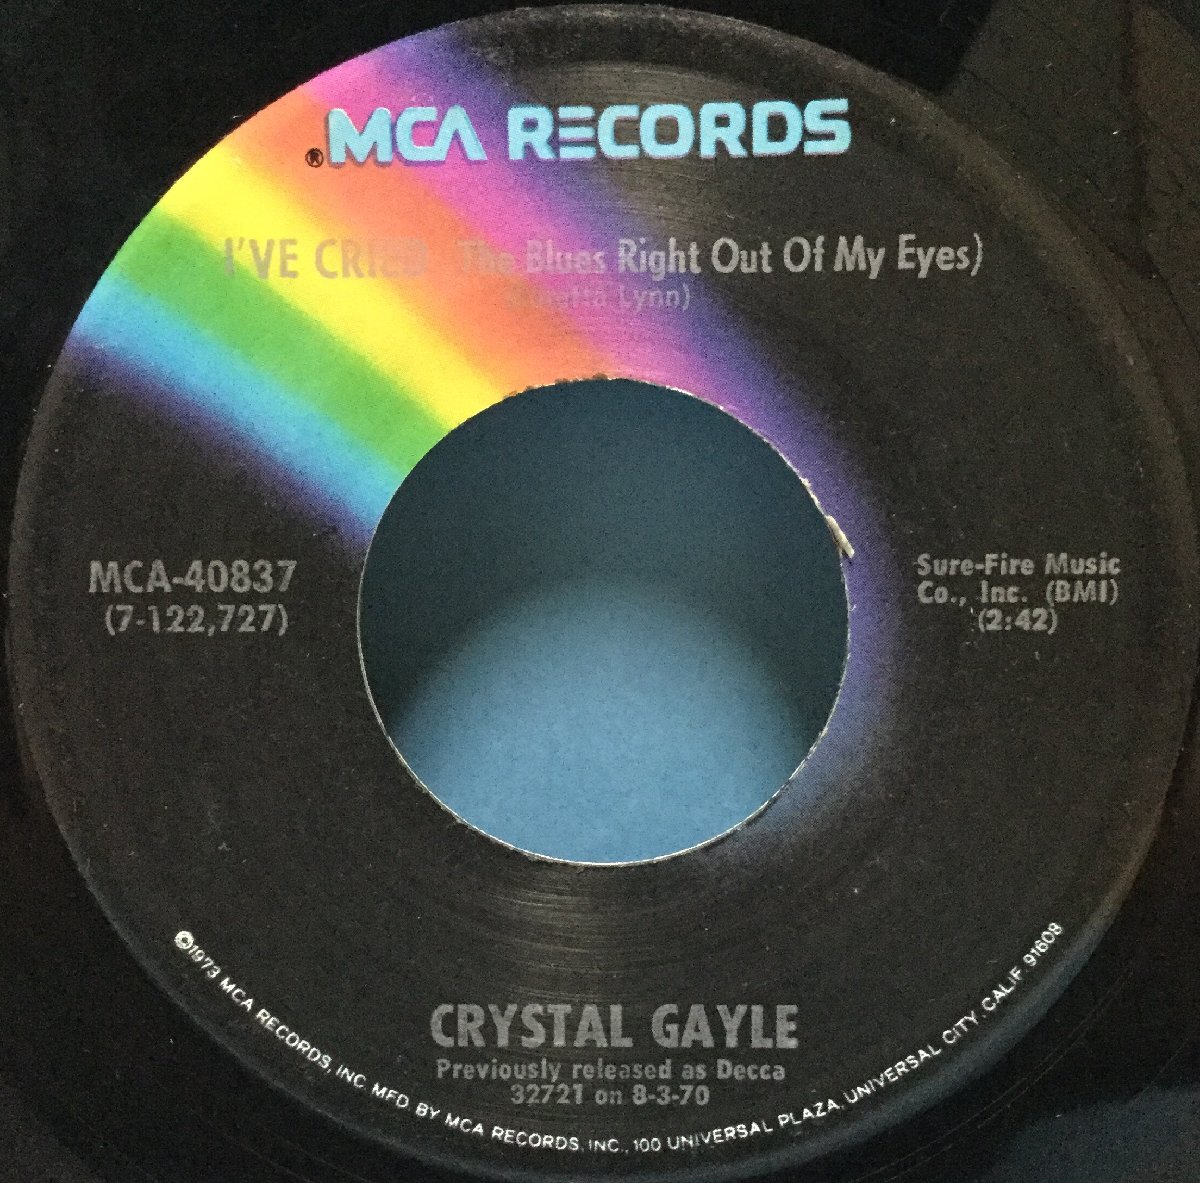 ®MCA RECORDS
I'VE CRIED (The Blues Right Out Of My Eyes)
(Loretta Lynn)
MCA-40837
(7-122,727)
Sure-Fire Music
Co., Inc. (BMI)
(2:42)
CRYSTAL GAYLE
Previously released as Decca
32721 on 8-3-70
©1973 MCA RECORDS, INC. MFD. BY MCA RECORDS, INC., 100 UNIVERSAL PLAZA, UNIVERSAL CITY, CALIF. 91608